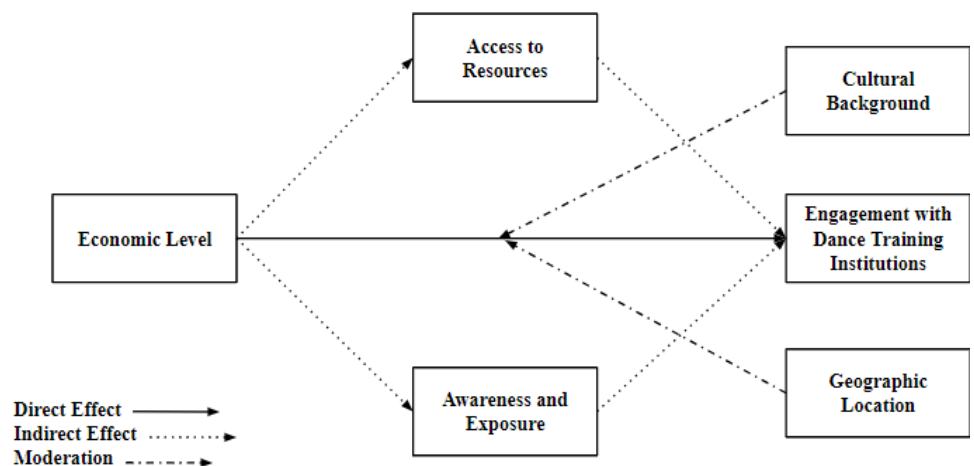 Access to
Resources
Cultural
Background
Economic Level
Engagement with
Dance Training
Institutions
Awareness and
Exposure
Geographic
Location
Direct Effect
Indirect Effect
Moderation